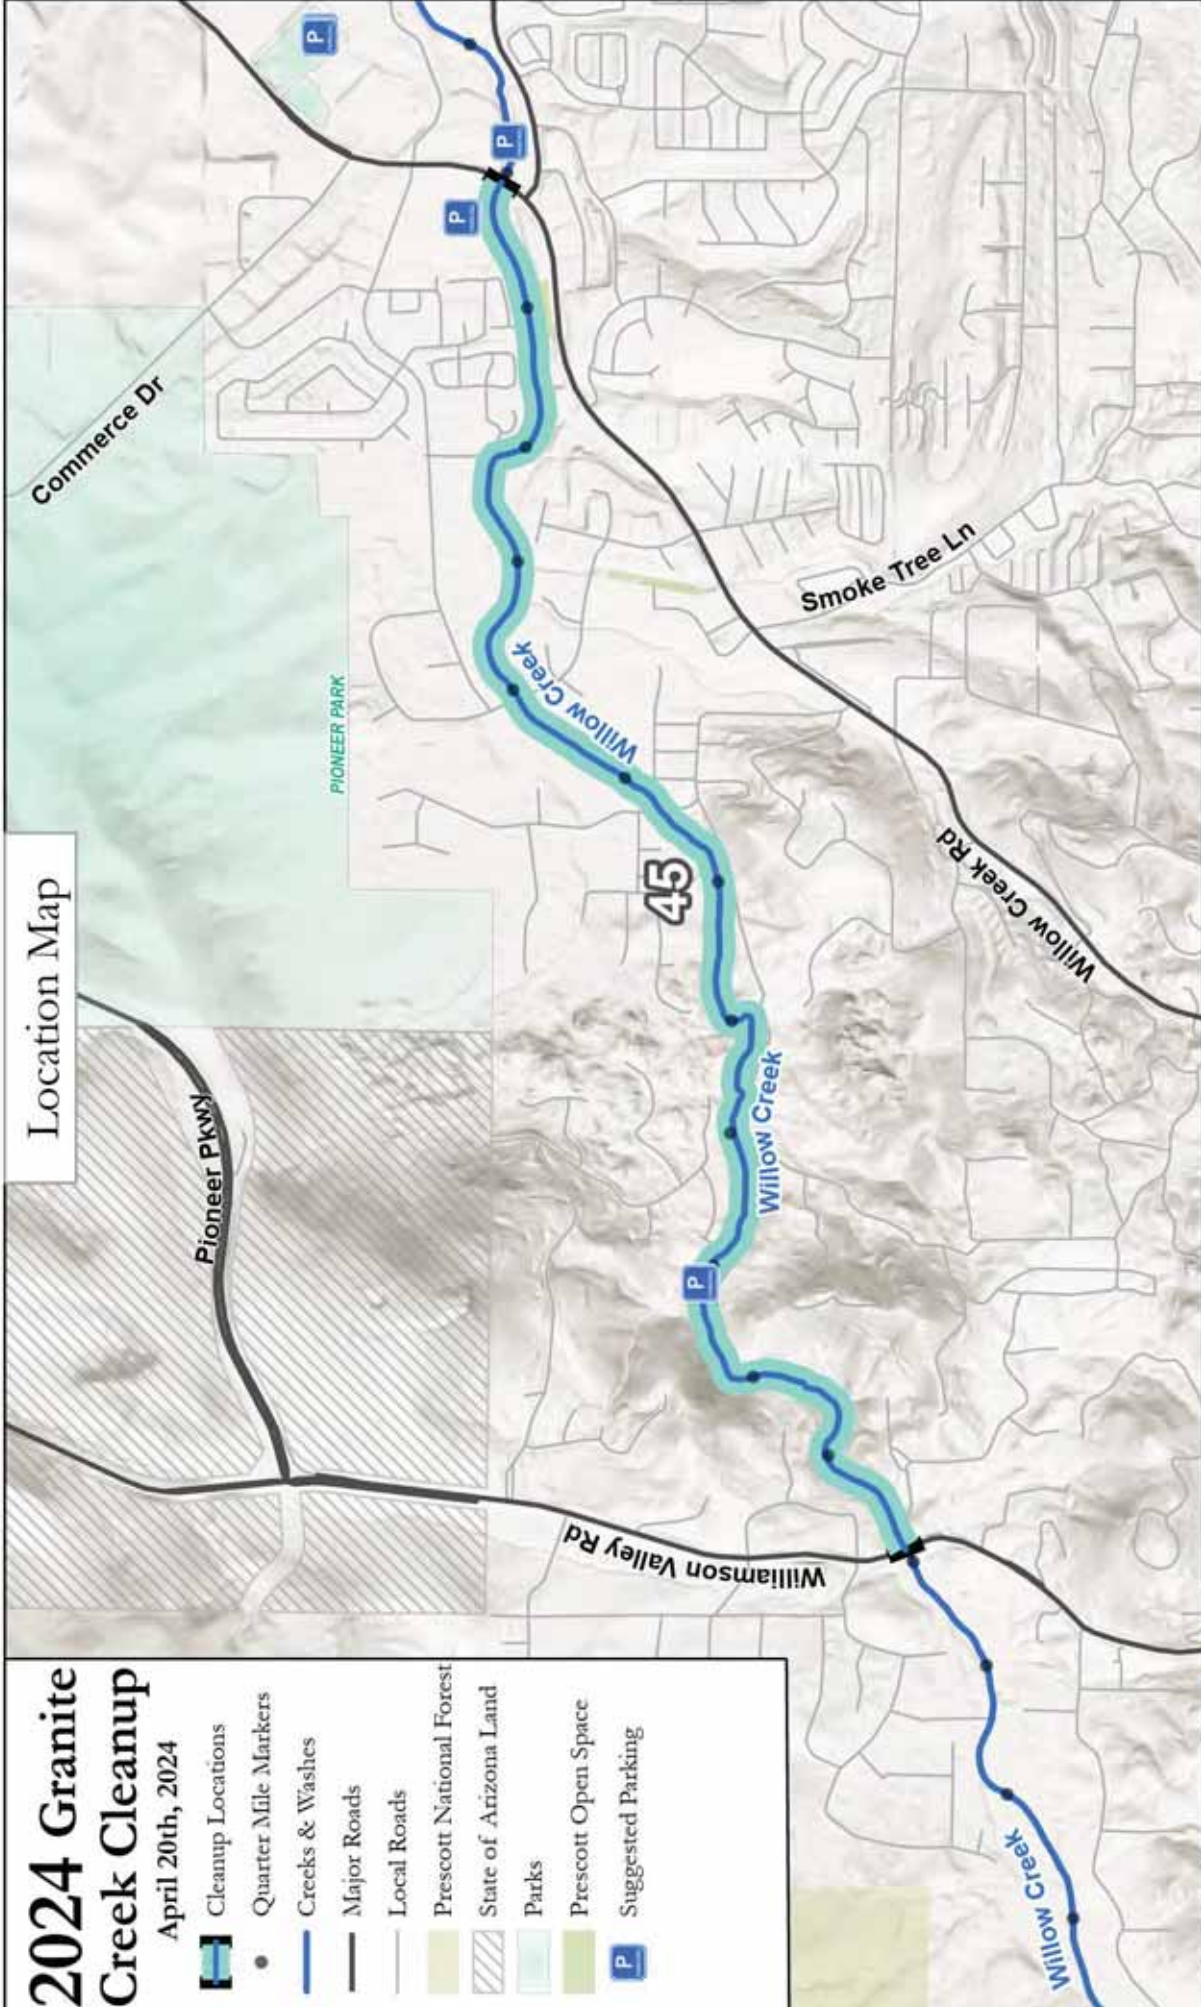 2024 Granite
Creek Cleanup
April 20th, 2024
Cleanup Locations
Quarter Mile Markers
Creeks & Washes
Major Roads
Local Roads
Prescott National Forest
State of Arizona Land
Parks
Prescott Open Space
P
Suggested Parking
Location Map
Pioneer Pkwy
Commerce Dr
PIONEER PARK
Williamson Valley Rd
Willow Creek
P
Willow Creek
45
Willow Creek
Willow Creek Rd
Smoke Tree Ln
P
P
P